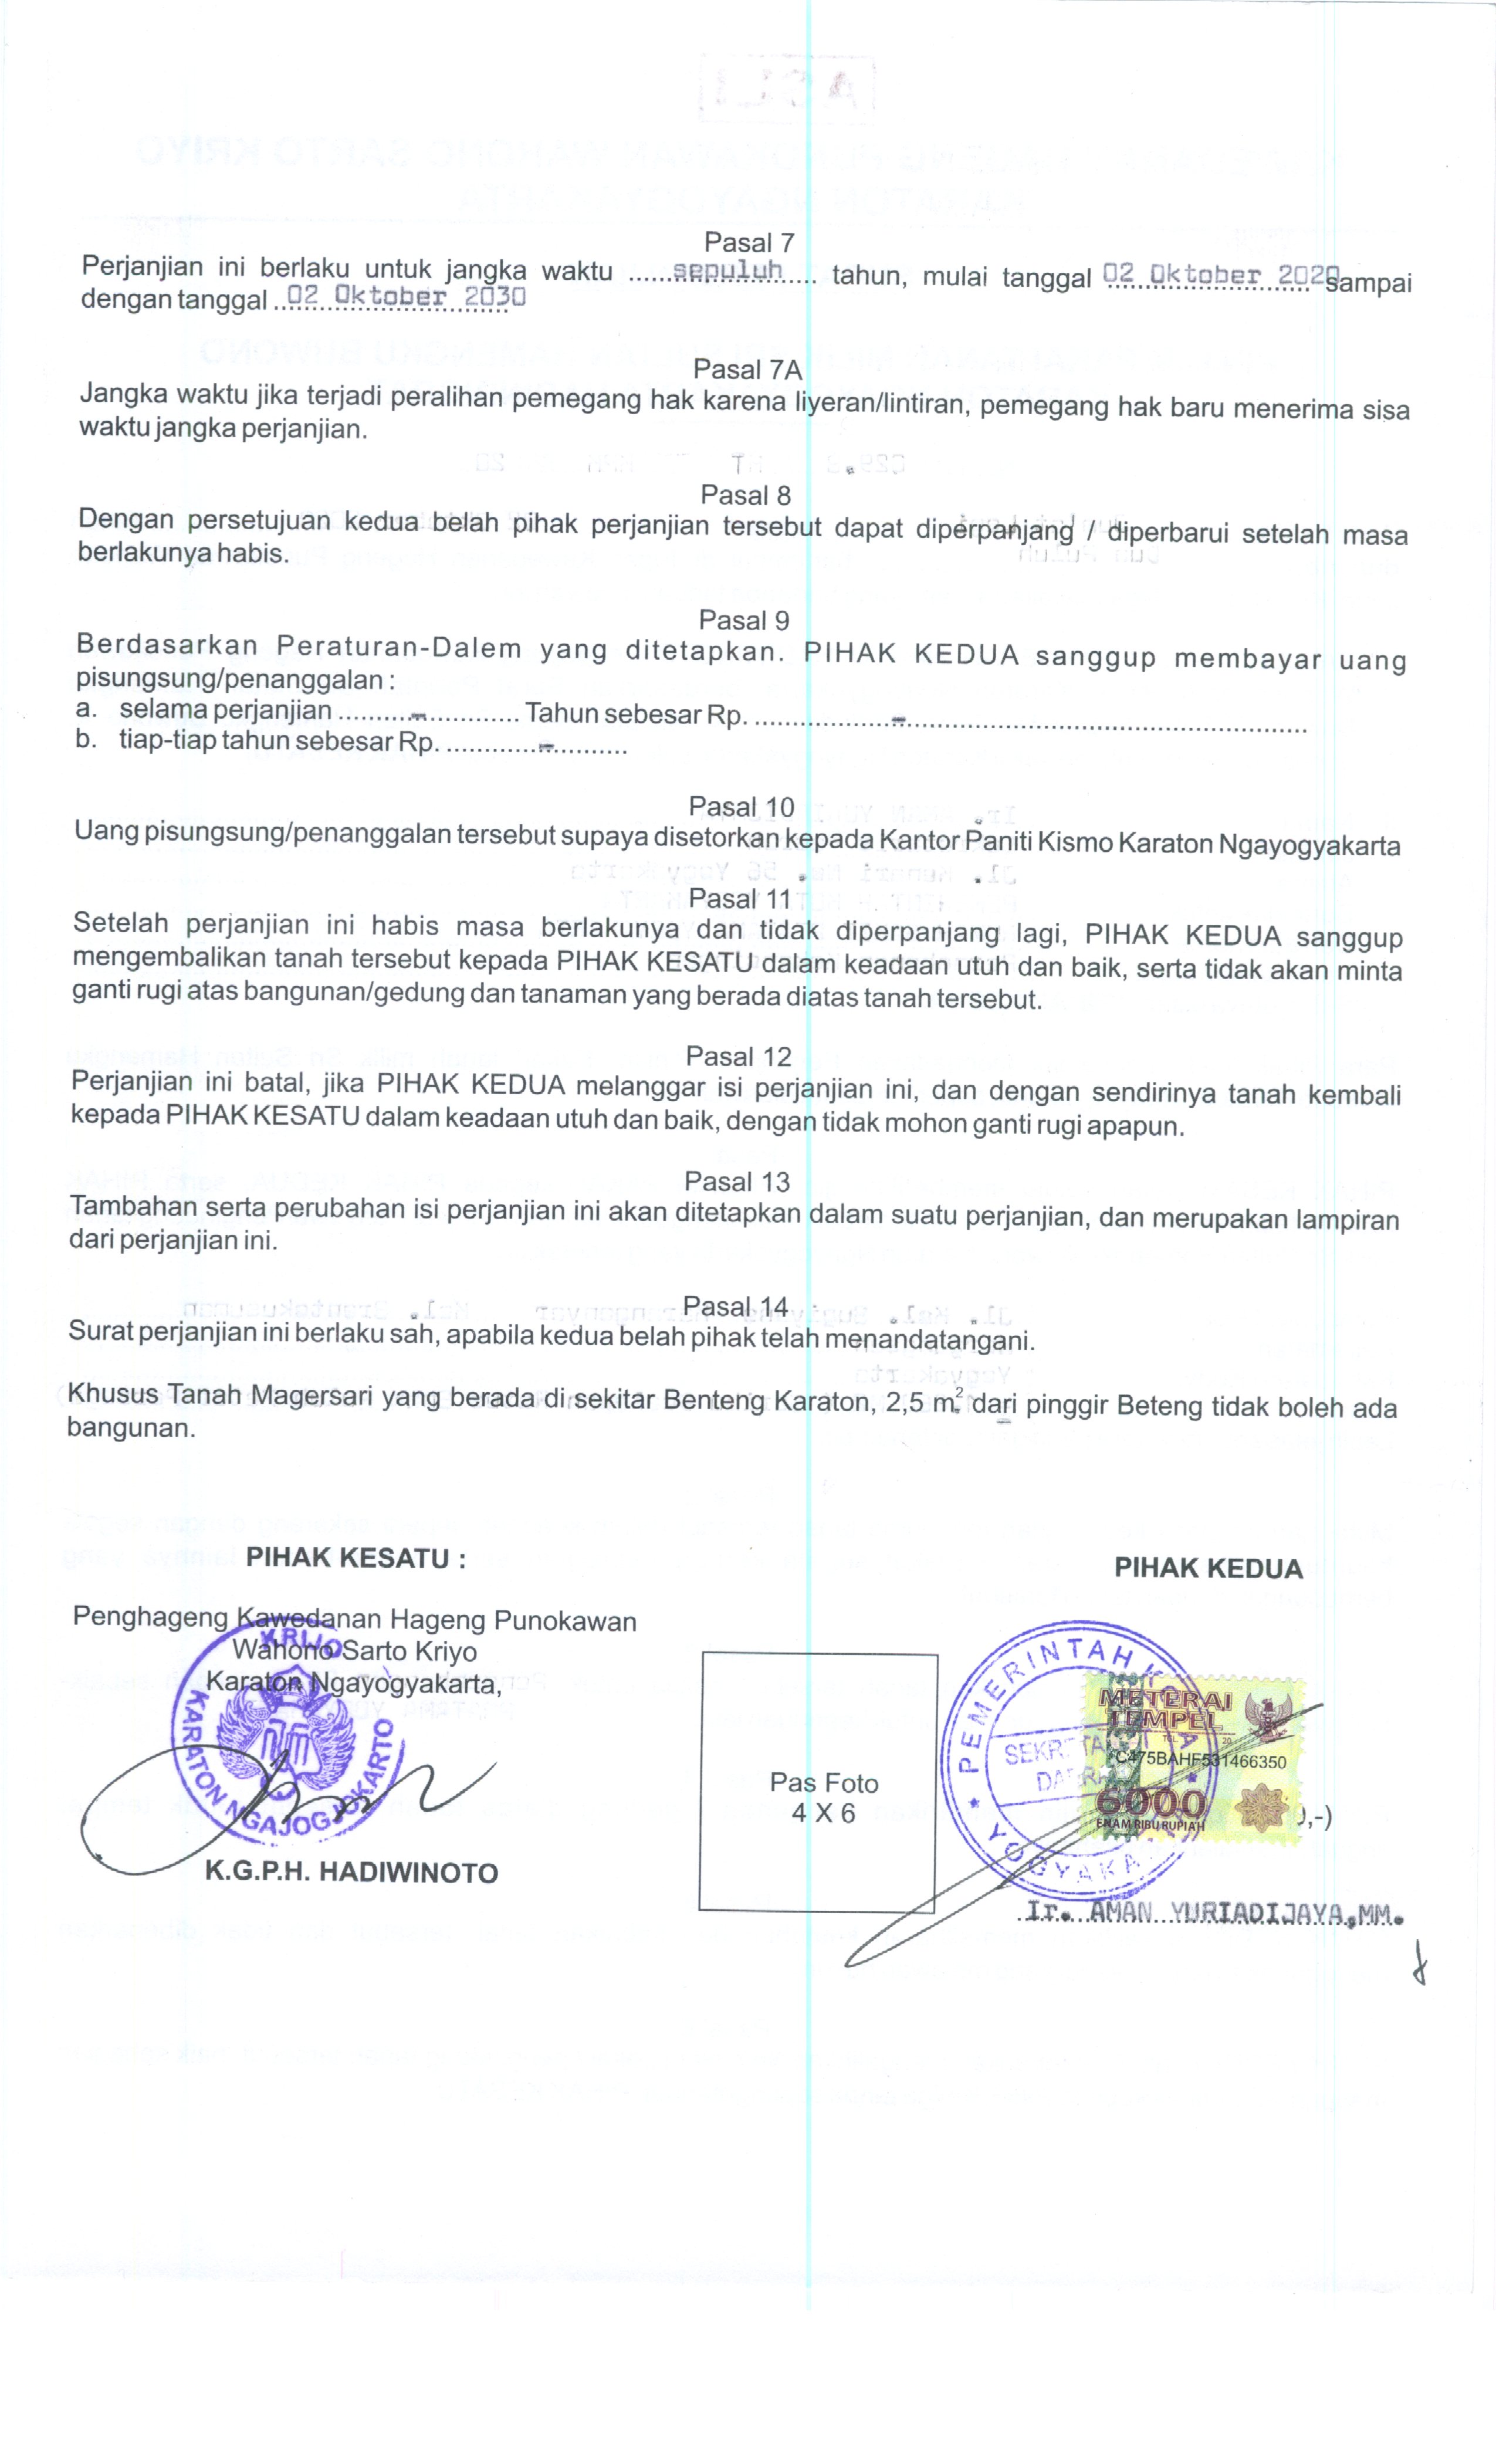 Pasal 7
Perjanjian ini berlaku untuk jangka waktu ......sepuluh...... tahun, mulai tanggal 02 Oktober 2020 sampai
dengan tanggal ..02 Oktober 2030
Pasal 7A
Jangka waktu jika terjadi peralihan pemegang hak karena liyeran/lintiran, pemegang hak baru menerima sisa
waktu jangka perjanjian.
Pasal 8
Dengan persetujuan kedua belah pihak perjanjian tersebut dapat diperpanjang / diperbarui setelah masa
berlakunya habis.
Pasal 9
Berdasarkan Peraturan-Dalem yang ditetapkan. PIHAK KEDUA sanggup membayar uang
pisungsung/penanggalan :
a. selama perjanjian ..........-............. Tahun sebesar Rp. ....................-..........................................................
b. tiap-tiap tahun sebesar Rp. .............-...........
Pasal 10
Uang pisungsung/penanggalan tersebut supaya disetorkan kepada Kantor Paniti Kismo Karaton Ngayogyakarta
Pasal 11
Setelah perjanjian ini habis masa berlakunya dan tidak diperpanjang lagi, PIHAK KEDUA sanggup
mengembalikan tanah tersebut kepada PIHAK KESATU dalam keadaan utuh dan baik, serta tidak akan minta
ganti rugi atas bangunan/gedung dan tanaman yang berada diatas tanah tersebut.
Pasal 12
Perjanjian ini batal, jika PIHAK KEDUA melanggar isi perjanjian ini, dan dengan sendirinya tanah kembali
kepada PIHAK KESATU dalam keadaan utuh dan baik, dengan tidak mohon ganti rugi apapun.
Pasal 13
Tambahan serta perubahan isi perjanjian ini akan ditetapkan dalam suatu perjanjian, dan merupakan lampiran
dari perjanjian ini.
Pasal 14
Surat perjanjian ini berlaku sah, apabila kedua belah pihak telah menandatangani.
Khusus Tanah Magersari yang berada di sekitar Benteng Karaton, 2,5 m.² dari pinggir Beteng tidak boleh ada
bangunan.
PIHAK KESATU :
Penghageng Kawedanan Hageng Punokawan
Wahono Sarto Kriyo
Karaton Ngayogyakarta,
KRIJO
KARATON NGAJOGJOKARTO
K.G.P.H. HADIWINOTO
Pas Foto
4 X 6
PIHAK KEDUA
PEMERINTAH
YOGYAKA
METERAI
TEMPEL
TGL. 20
C475BAHF531466350
6000
ENAM RIBU RUPIAH
,-)
Ir. AMAN YURIADIJAYA,MM.